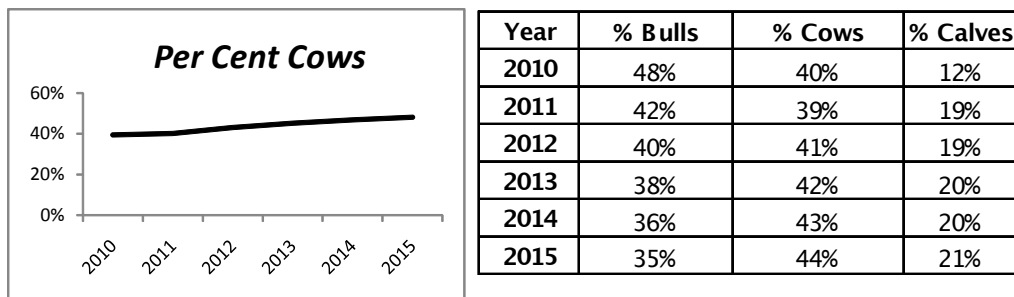 Per Cent Cows
60%
40%
20%
0%
2010 2011 2012 2013 2014 2015
Year % Bulls % Cows % Calves
2010 48% 40% 12%
2011 42% 39% 19%
2012 40% 41% 19%
2013 38% 42% 20%
2014 36% 43% 20%
2015 35% 44% 21%